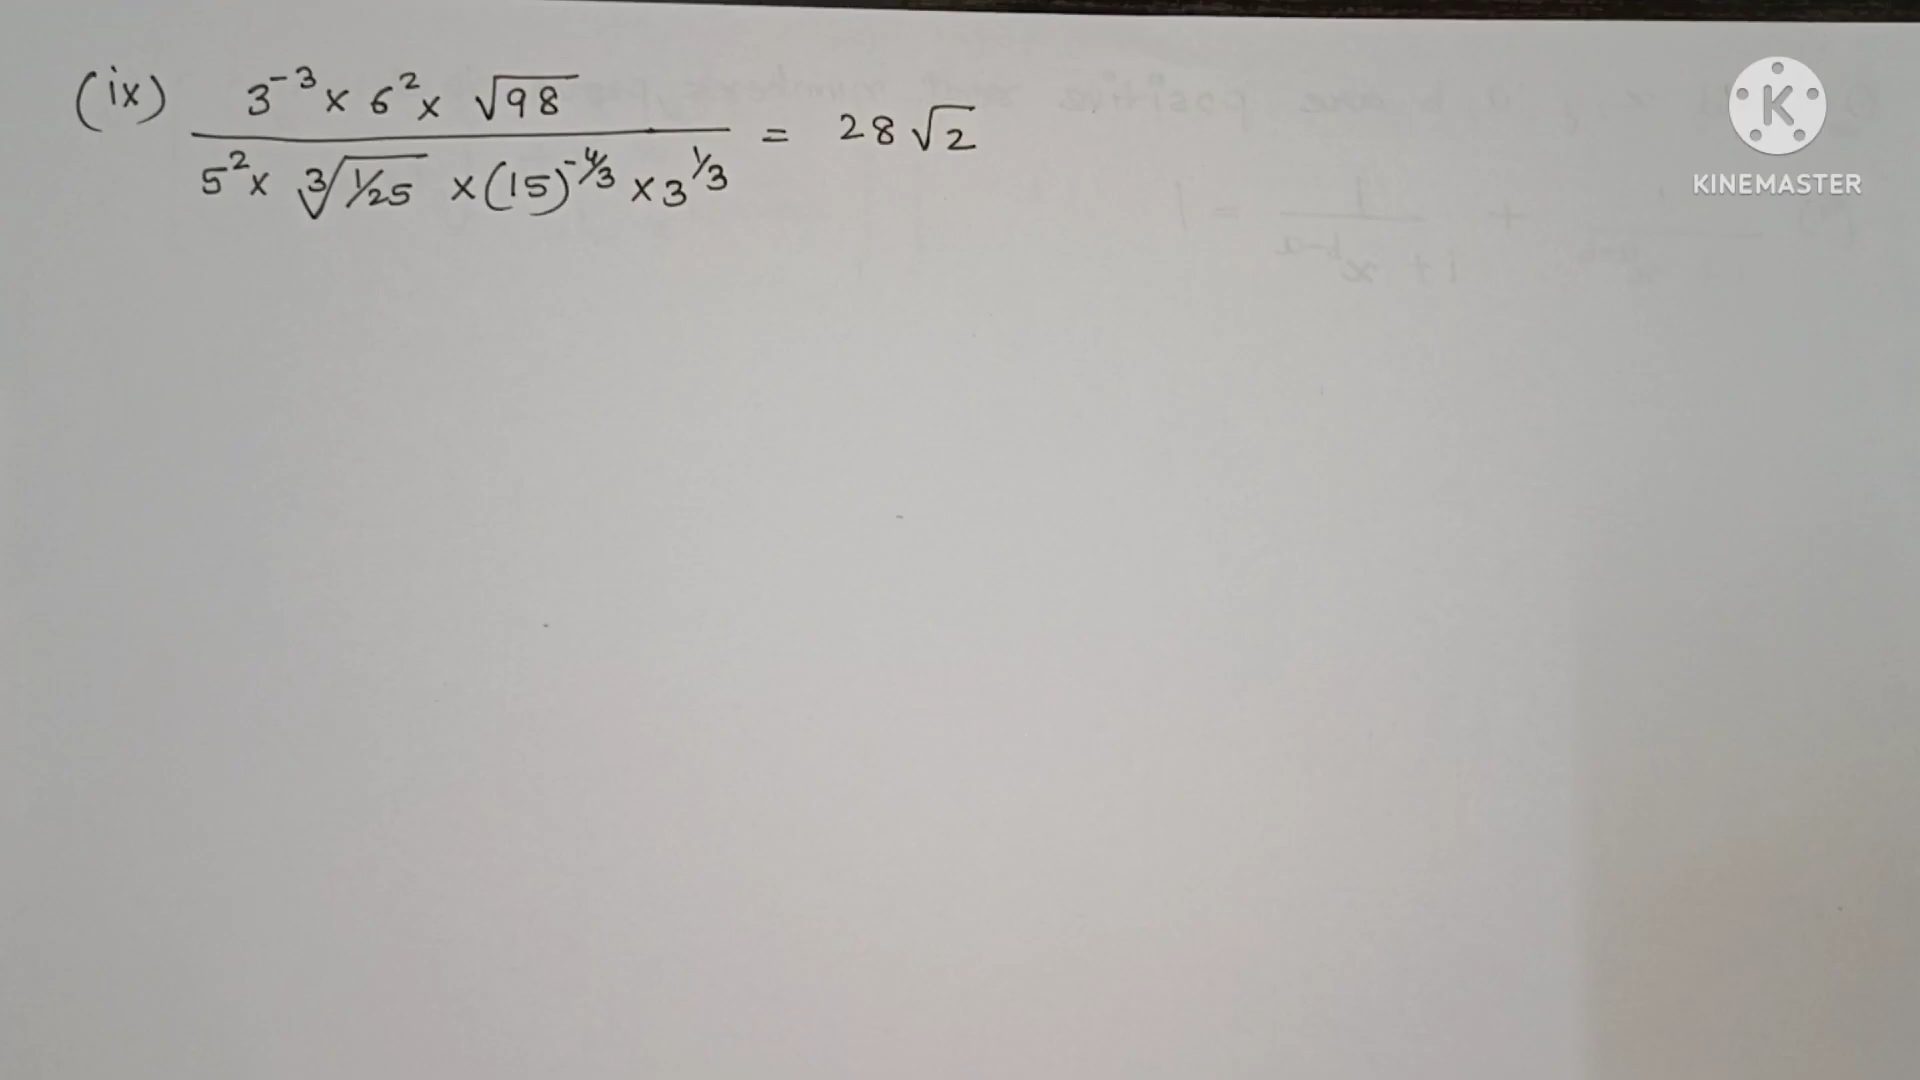 (ix) 3⁻³ × 6² × √98
5² × ∛1/25 × (15)^-4/3 × 3^1/3 = 28√2
K
KINEMASTER